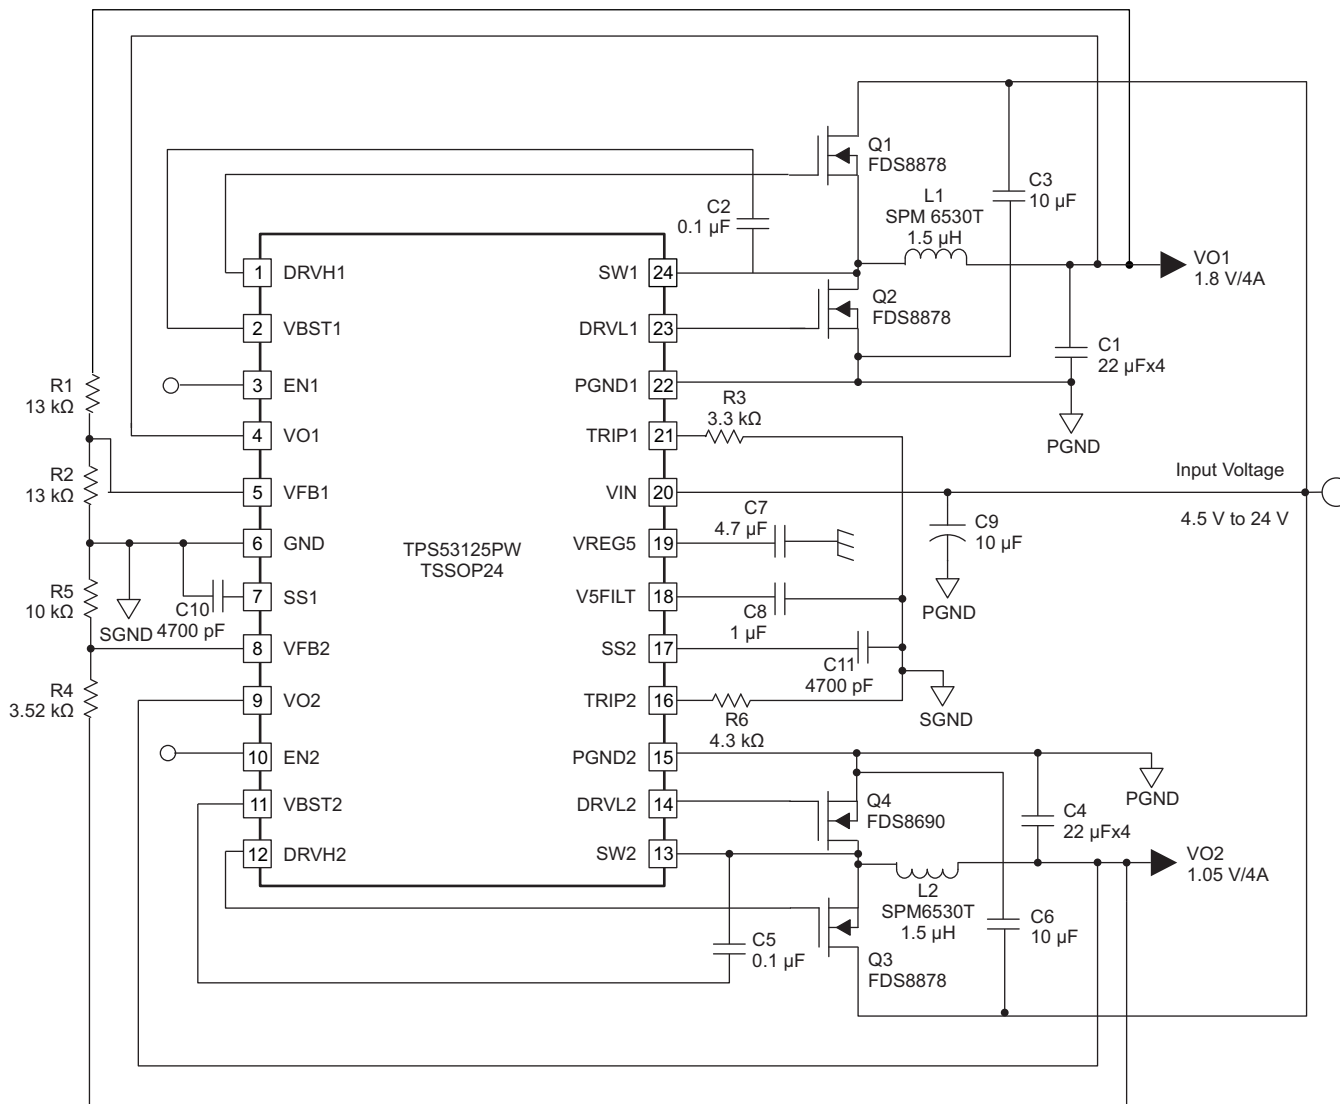 Q1
FDS8878
C3
10 µF
C2
0.1 µF
L1
SPM 6530T
1.5 µH
VO1
1.8 V/4A
Q2
FDS8878
C1
22 µFx4
PGND
1 DRVH1
2 VBST1
3 EN1
4 VO1
5 VFB1
6 GND
7 SS1
8 VFB2
9 VO2
10 EN2
11 VBST2
12 DRVH2
SW1 24
DRVL1 23
PGND1 22
TRIP1 21
VIN 20
VREG5 19
V5FILT 18
SS2 17
TRIP2 16
PGND2 15
DRVL2 14
SW2 13
TPS53125PW
TSSOP24
R1
13 kΩ
R2
13 kΩ
R5
10 kΩ
SGND
C10
4700 pF
R4
3.52 kΩ
R3
3.3 kΩ
Input Voltage
4.5 V to 24 V
C7
4.7 µF
C9
10 µF
PGND
C8
1 µF
C11
4700 pF
SGND
R6
4.3 kΩ
PGND
Q4
FDS8690
C4
22 µFx4
VO2
1.05 V/4A
L2
SPM6530T
1.5 µH
C6
10 µF
C5
0.1 µF
Q3
FDS8878